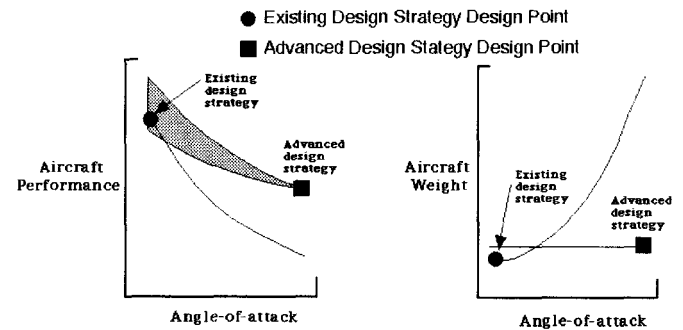 Existing Design Strategy Design Point
Advanced Design Stategy Design Point
Existing
design
strategy
Advanced
design
strategy
Aircraft
Performance
Angle-of-attack
Existing
design
strategy
Advanced
design
strategy
Aircraft
Weight
Angle-of-attack